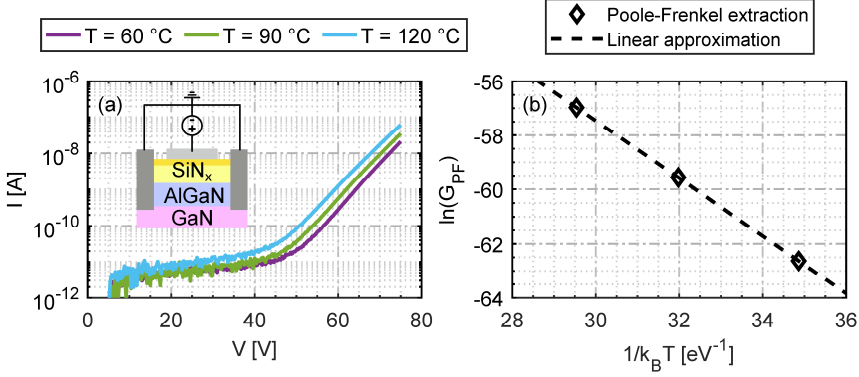 T = 60 °C T = 90 °C T = 120 °C
Poole-Frenkel extraction
Linear approximation
(a)
10⁻⁶
10⁻⁸
10⁻¹⁰
10⁻¹²
I [A]
-
+
SiNₓ
AlGaN
GaN
0 20 40 60 80
V [V]
(b)
-56
-57
-60
-62
-64
ln(G_PF)
28 30 32 34 36
1/k_BT [eV⁻¹]